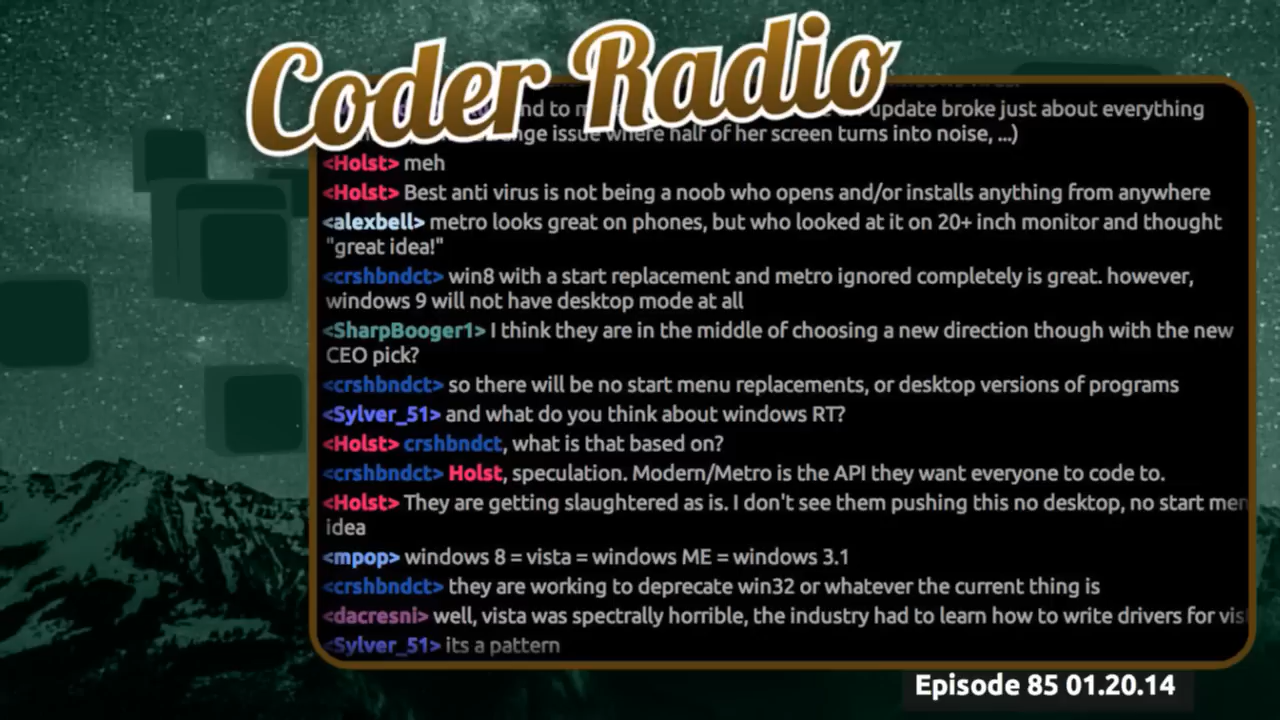 Coder Radio
update broke just about everything
issue where half of her screen turns into noise, ...)
<Holst> meh
<Holst> Best anti virus is not being a noob who opens and/or installs anything from anywhere
<alexbell> metro looks great on phones, but who looked at it on 20+ inch monitor and thought
"great idea!"
<crshbndct> win8 with a start replacement and metro ignored completely is great. however,
windows 9 will not have desktop mode at all
<SharpBooger1> I think they are in the middle of choosing a new direction though with the new
CEO pick?
<crshbndct> so there will be no start menu replacements, or desktop versions of programs
<Sylver_51> and what do you think about windows RT?
<Holst> crshbndct, what is that based on?
<crshbndct> Holst, speculation. Modern/Metro is the API they want everyone to code to.
<Holst> They are getting slaughtered as is. I don't see them pushing this no desktop, no start men
idea
<mpop> windows 8 = vista = windows ME = windows 3.1
<crshbndct> they are working to deprecate win32 or whatever the current thing is
<dacresni> well, vista was spectrally horrible, the industry had to learn how to write drivers for vis
<Sylver_51> its a pattern
Episode 85 01.20.14